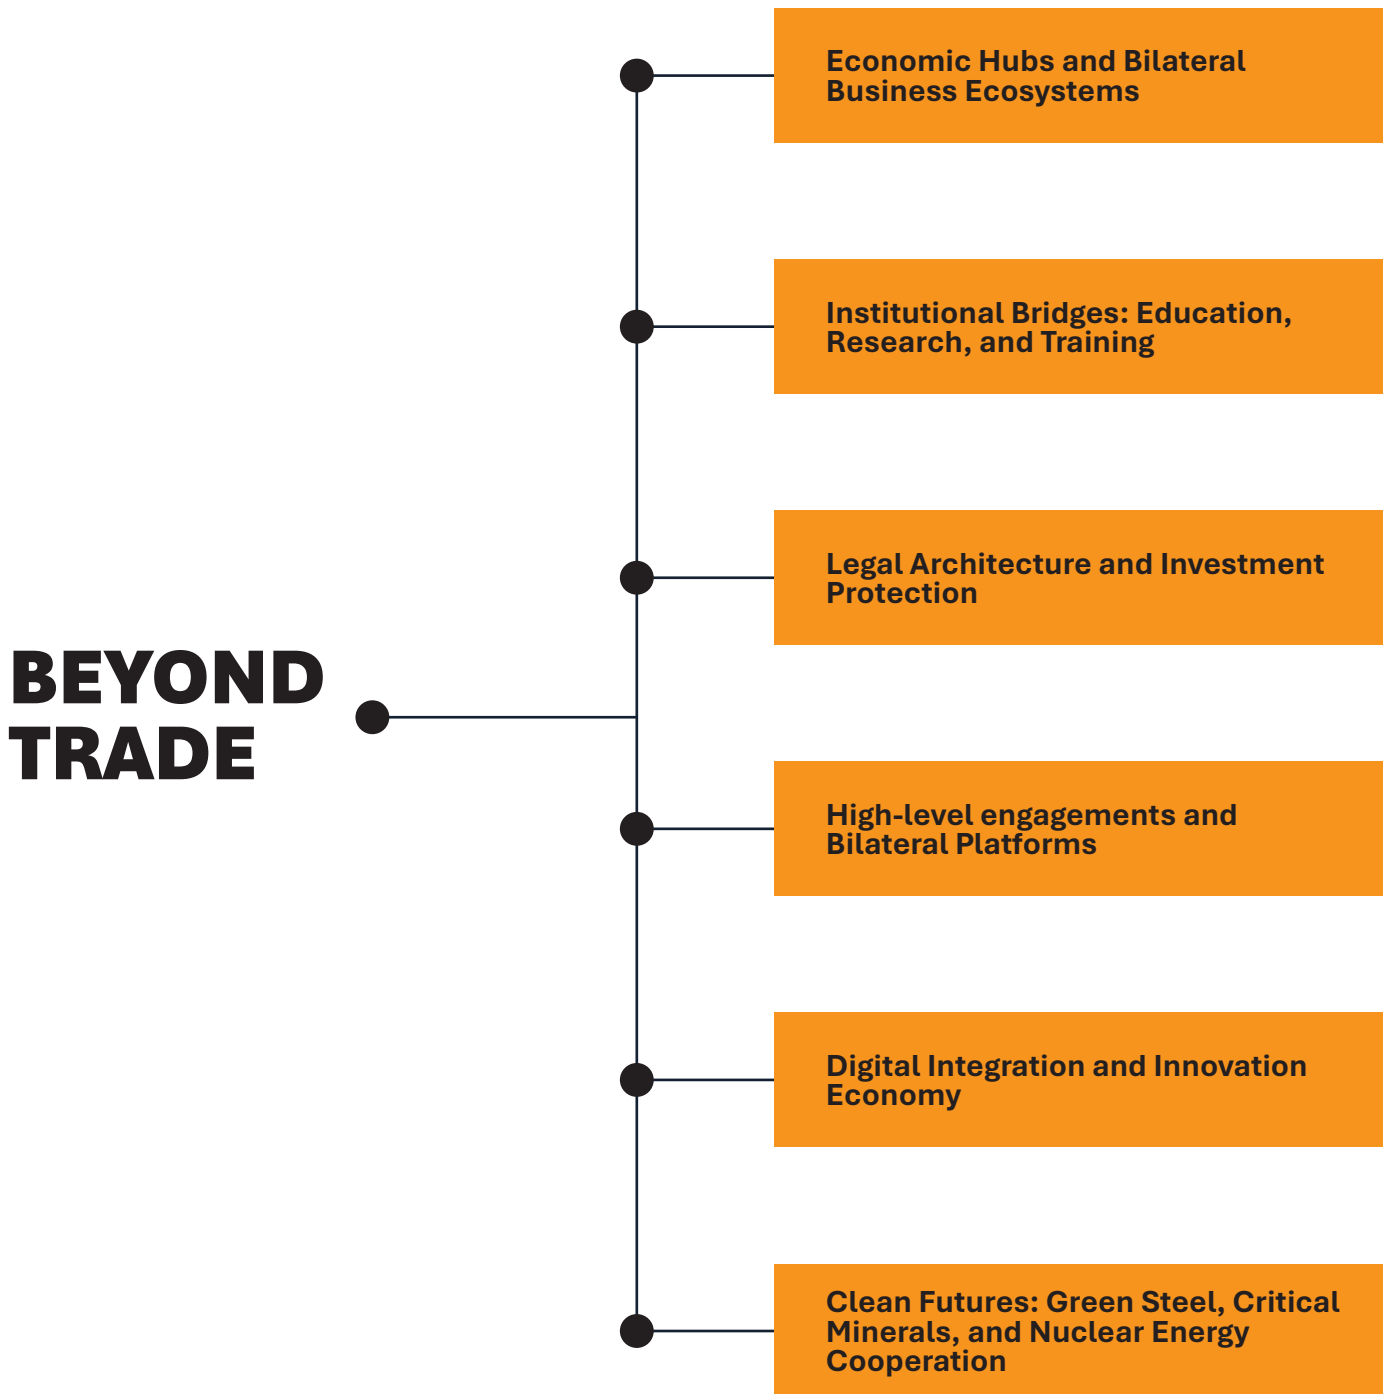 Economic Hubs and Bilateral
Business Ecosystems
Institutional Bridges: Education,
Research, and Training
Legal Architecture and Investment
Protection
BEYOND
TRADE
High-level engagements and
Bilateral Platforms
Digital Integration and Innovation
Economy
Clean Futures: Green Steel, Critical
Minerals, and Nuclear Energy
Cooperation